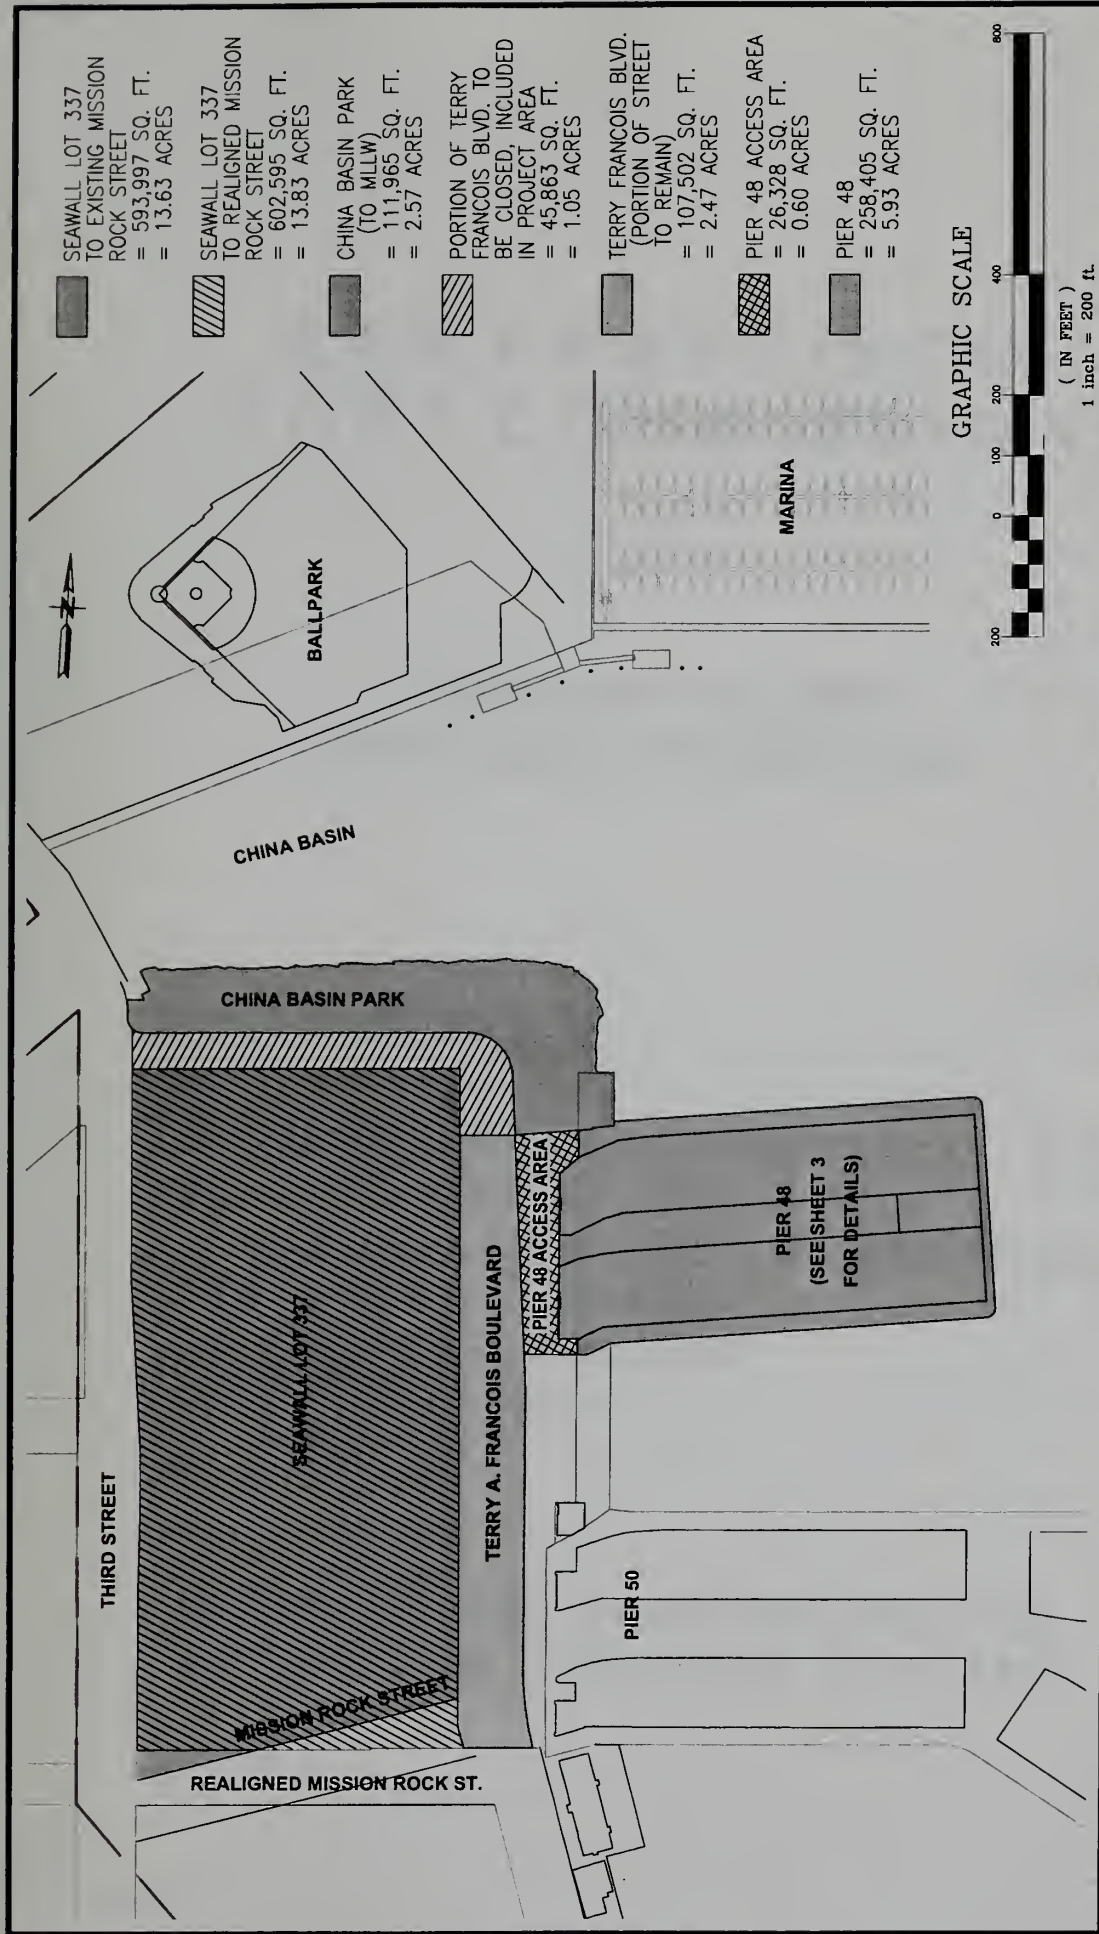 SEAWALL LOT 337
TO EXISTING MISSION
ROCK STREET
= 593,997 SQ. FT.
= 13.63 ACRES
SEAWALL LOT 337
TO REALIGNED MISSION
ROCK STREET
= 602,595 SQ. FT.
= 13.83 ACRES
CHINA BASIN PARK
(TO MLLW)
= 111,965 SQ. FT.
= 2.57 ACRES
PORTION OF TERRY
FRANCOIS BLVD. TO
BE CLOSED, INCLUDED
IN PROJECT AREA
= 45,863 SQ. FT.
= 1.05 ACRES
TERRY FRANCOIS BLVD.
(PORTION OF STREET
TO REMAIN)
= 107,502 SQ. FT.
= 2.47 ACRES
PIER 48 ACCESS AREA
= 26,328 SQ. FT.
= 0.60 ACRES
PIER 48
= 258,405 SQ. FT.
= 5.93 ACRES
GRAPHIC SCALE
200 0 100 200 400 800
( IN FEET )
1 inch = 200 ft.
N
BALLPARK
MARINA
CHINA BASIN
CHINA BASIN PARK
THIRD STREET
SEAWALL LOT 337
TERRY A. FRANCOIS BOULEVARD
PIER 48 ACCESS AREA
PIER 48
(SEE SHEET 3
FOR DETAILS)
PIER 50
MISSION ROCK STREET
REALIGNED MISSION ROCK ST.